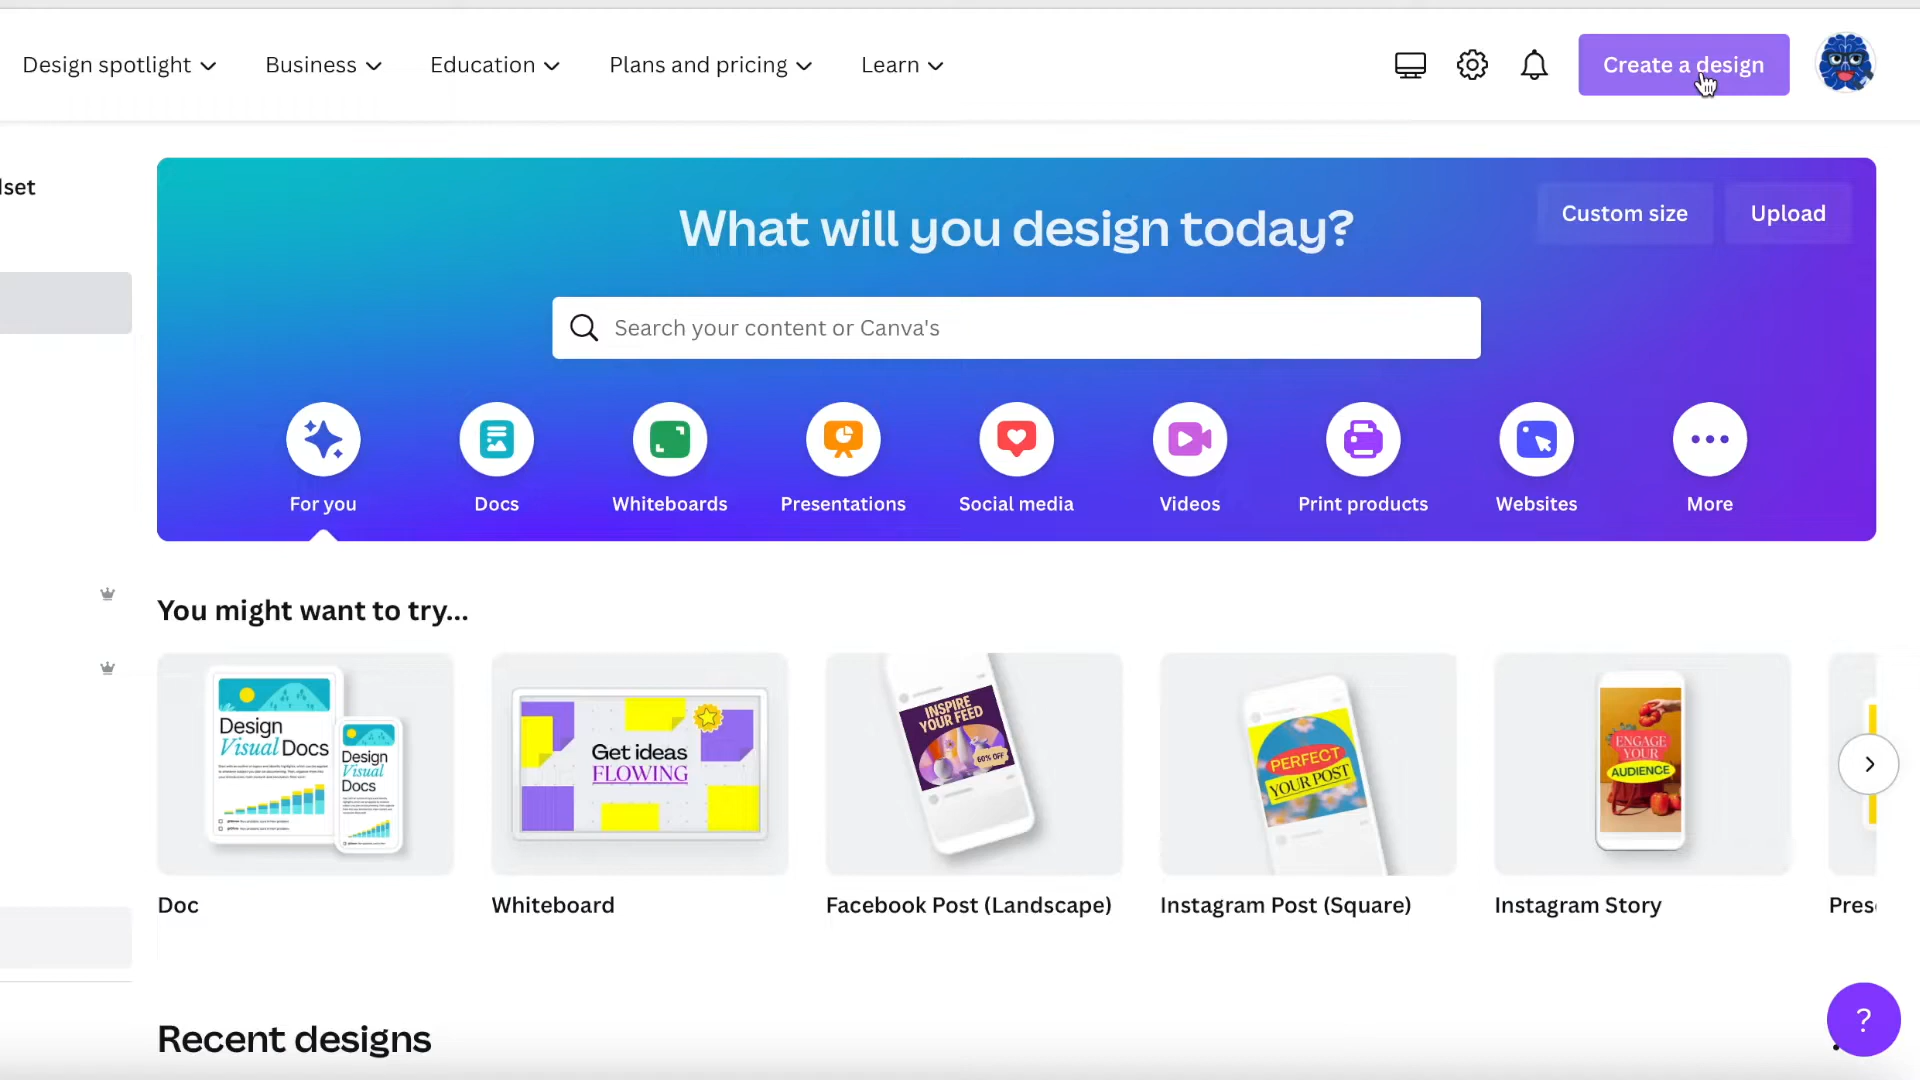 Design spotlight
Business
Education
Plans and pricing
Learn
Create a design
What will you design today?
Custom size
Upload
Search your content or Canva's
For you
Docs
Whiteboards
Presentations
Social media
Videos
Print products
Websites
More
You might want to try...
Design
Visual Docs
Design
Visual
Docs
Get ideas
FLOWING
INSPIRE
YOUR FEED
60% OFF
PERFECT
YOUR POST
ENGAGE
YOUR
AUDIENCE
Doc
Whiteboard
Facebook Post (Landscape)
Instagram Post (Square)
Instagram Story
Recent designs
?